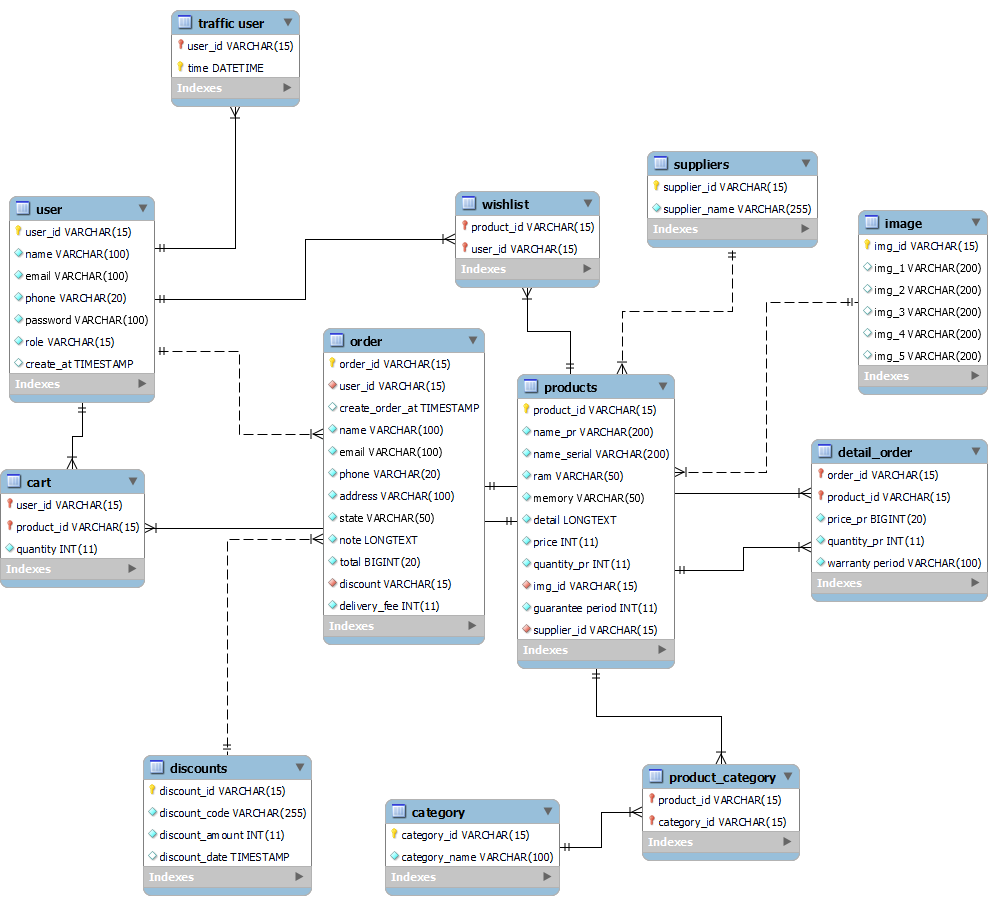 traffic user
user_id VARCHAR(15)
time DATETIME
Indexes
user
user_id VARCHAR(15)
name VARCHAR(100)
email VARCHAR(100)
phone VARCHAR(20)
password VARCHAR(100)
role VARCHAR(15)
create_at TIMESTAMP
Indexes
wishlist
product_id VARCHAR(15)
user_id VARCHAR(15)
Indexes
suppliers
supplier_id VARCHAR(15)
supplier_name VARCHAR(255)
Indexes
image
img_id VARCHAR(15)
img_1 VARCHAR(200)
img_2 VARCHAR(200)
img_3 VARCHAR(200)
img_4 VARCHAR(200)
img_5 VARCHAR(200)
Indexes
order
order_id VARCHAR(15)
user_id VARCHAR(15)
create_order_at TIMESTAMP
name VARCHAR(100)
email VARCHAR(100)
phone VARCHAR(20)
address VARCHAR(100)
state VARCHAR(50)
note LONGTEXT
total BIGINT(20)
discount VARCHAR(15)
delivery_fee INT(11)
Indexes
products
product_id VARCHAR(15)
name_pr VARCHAR(200)
name_serial VARCHAR(200)
ram VARCHAR(50)
memory VARCHAR(50)
detail LONGTEXT
price INT(11)
quantity_pr INT(11)
img_id VARCHAR(15)
guarantee period INT(11)
supplier_id VARCHAR(15)
Indexes
detail_order
order_id VARCHAR(15)
product_id VARCHAR(15)
price_pr BIGINT(20)
quantity_pr INT(11)
warranty period VARCHAR(100)
Indexes
cart
user_id VARCHAR(15)
product_id VARCHAR(15)
quantity INT(11)
Indexes
discounts
discount_id VARCHAR(15)
discount_code VARCHAR(255)
discount_amount INT(11)
discount_date TIMESTAMP
Indexes
category
category_id VARCHAR(15)
category_name VARCHAR(100)
Indexes
product_category
product_id VARCHAR(15)
category_id VARCHAR(15)
Indexes